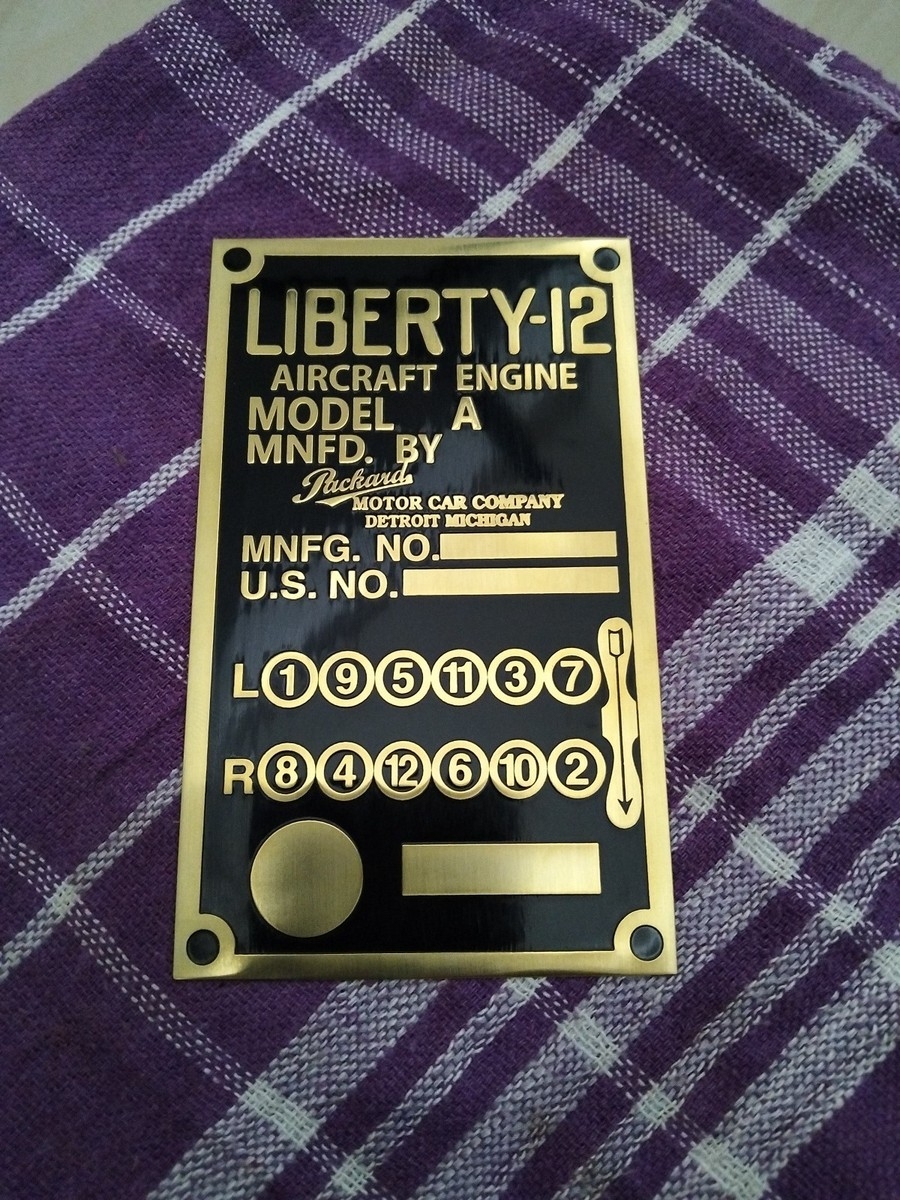 LIBERTY-12
AIRCRAFT ENGINE
MODEL A
MNFD. BY
Packard
MOTOR CAR COMPANY
DETROIT MICHIGAN
MNFG. NO.
U.S. NO.
L 1 9 5 11 3 7
R 8 4 12 6 10 2